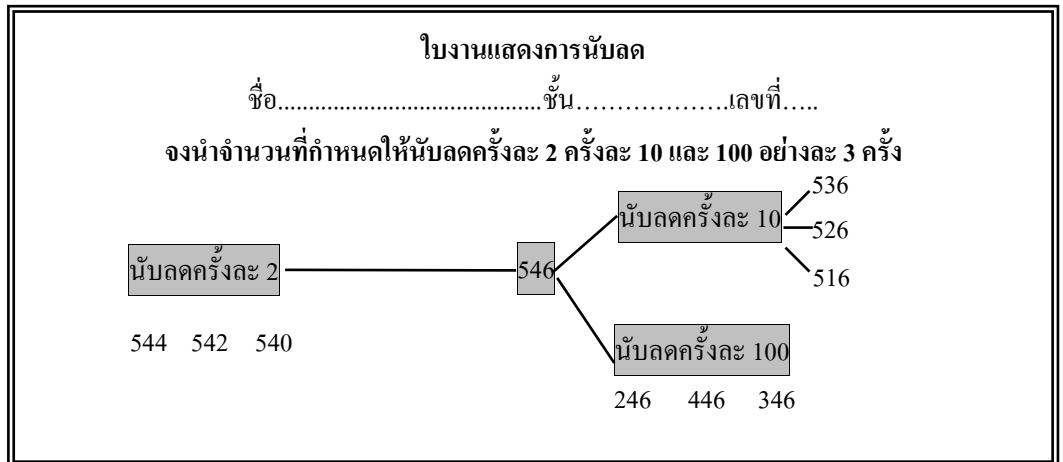 ใบงานแสดงการนับลด
ชื่อ...........................................ชั้น……………….เลขที่…..
จงนำจำนวนที่กำหนดให้นับลดครั้งละ 2 ครั้งละ 10 และ 100 อย่างละ 3 ครั้ง
นับลดครั้งละ 2
544 542 540
546
นับลดครั้งละ 10
536
526
516
นับลดครั้งละ 100
246 446 346